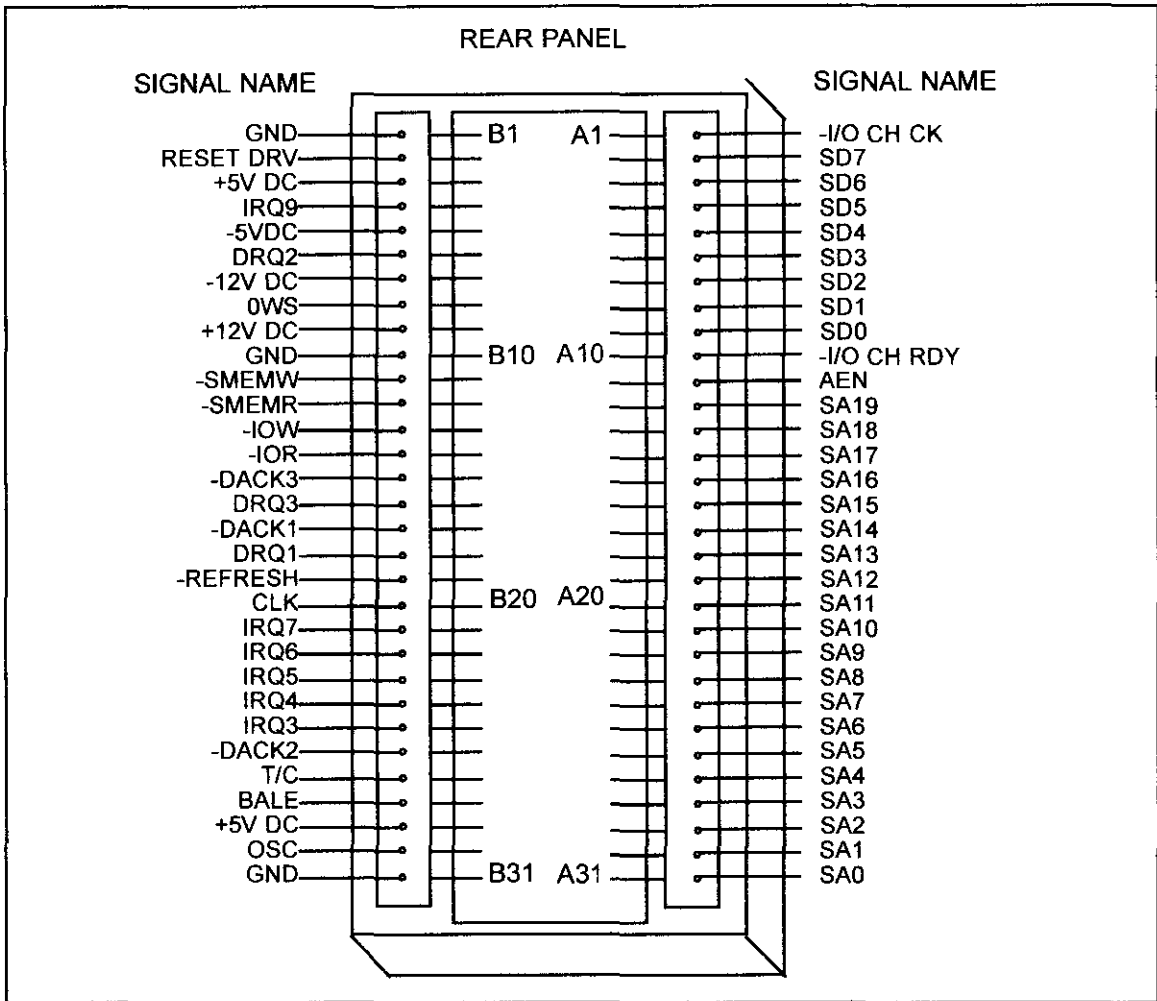 REAR PANEL
SIGNAL NAME SIGNAL NAME
GND B1 A1 -I/O CH CK
RESET DRV SD7
+5V DC SD6
IRQ9 SD5
-5VDC SD4
DRQ2 SD3
-12V DC SD2
0WS SD1
+12V DC SD0
GND B10 A10 -I/O CH RDY
-SMEMW AEN
-SMEMR SA19
-IOW SA18
-IOR SA17
-DACK3 SA16
DRQ3 SA15
-DACK1 SA14
DRQ1 SA13
-REFRESH SA12
CLK B20 A20 SA11
IRQ7 SA10
IRQ6 SA9
IRQ5 SA8
IRQ4 SA7
IRQ3 SA6
-DACK2 SA5
T/C SA4
BALE SA3
+5V DC SA2
OSC SA1
GND B31 A31 SA0